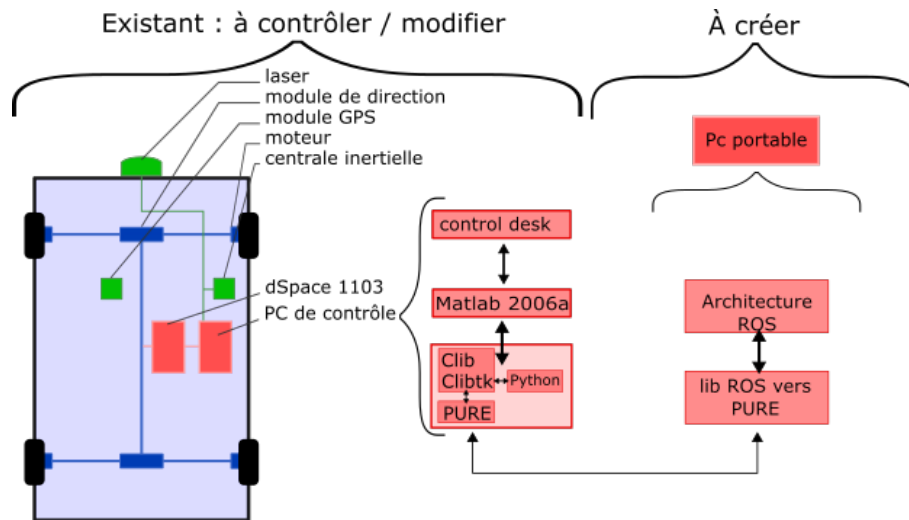 Existant : à contrôler / modifier
À créer
laser
module de direction
module GPS
moteur
centrale inertielle
dSpace 1103
PC de contrôle
control desk
Matlab 2006a
Clib
Clibtk
Python
PURE
Pc portable
Architecture
ROS
lib ROS vers
PURE